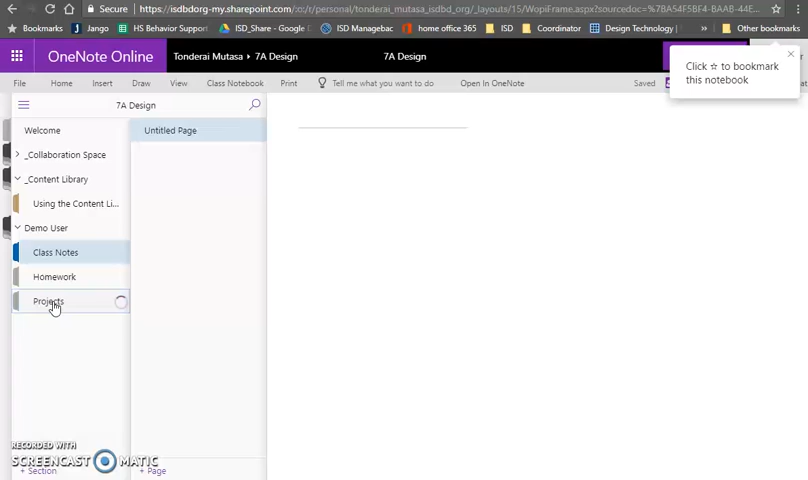 Secure https://isdbdorg-my.sharepoint.com/:x:/r/personal/tonderai_mutasa_isdbd_org/_layouts/15/WopiFrame.aspx?sourcedoc=%7BA54F5BF4-BAAB-44E...
Bookmarks HS Behavior Support ISD_Share - Google D Jango ISD Managebac home office 365 ISD Coordinator Design Technology » Other bookmarks
OneNote Online Tonderai Mutasa 7A Design 7A Design
File Home Insert Draw View Class Notebook Print Tell me what you want to do Open In OneNote Saved
Click ☆ to bookmark
this notebook
7A Design
Welcome
_Collaboration Space
_Content Library
Using the Content Li...
Demo User
Class Notes
Homework
Projects
Untitled Page
RECORDED WITH
SCREENCAST MATIC
+ Section + Page